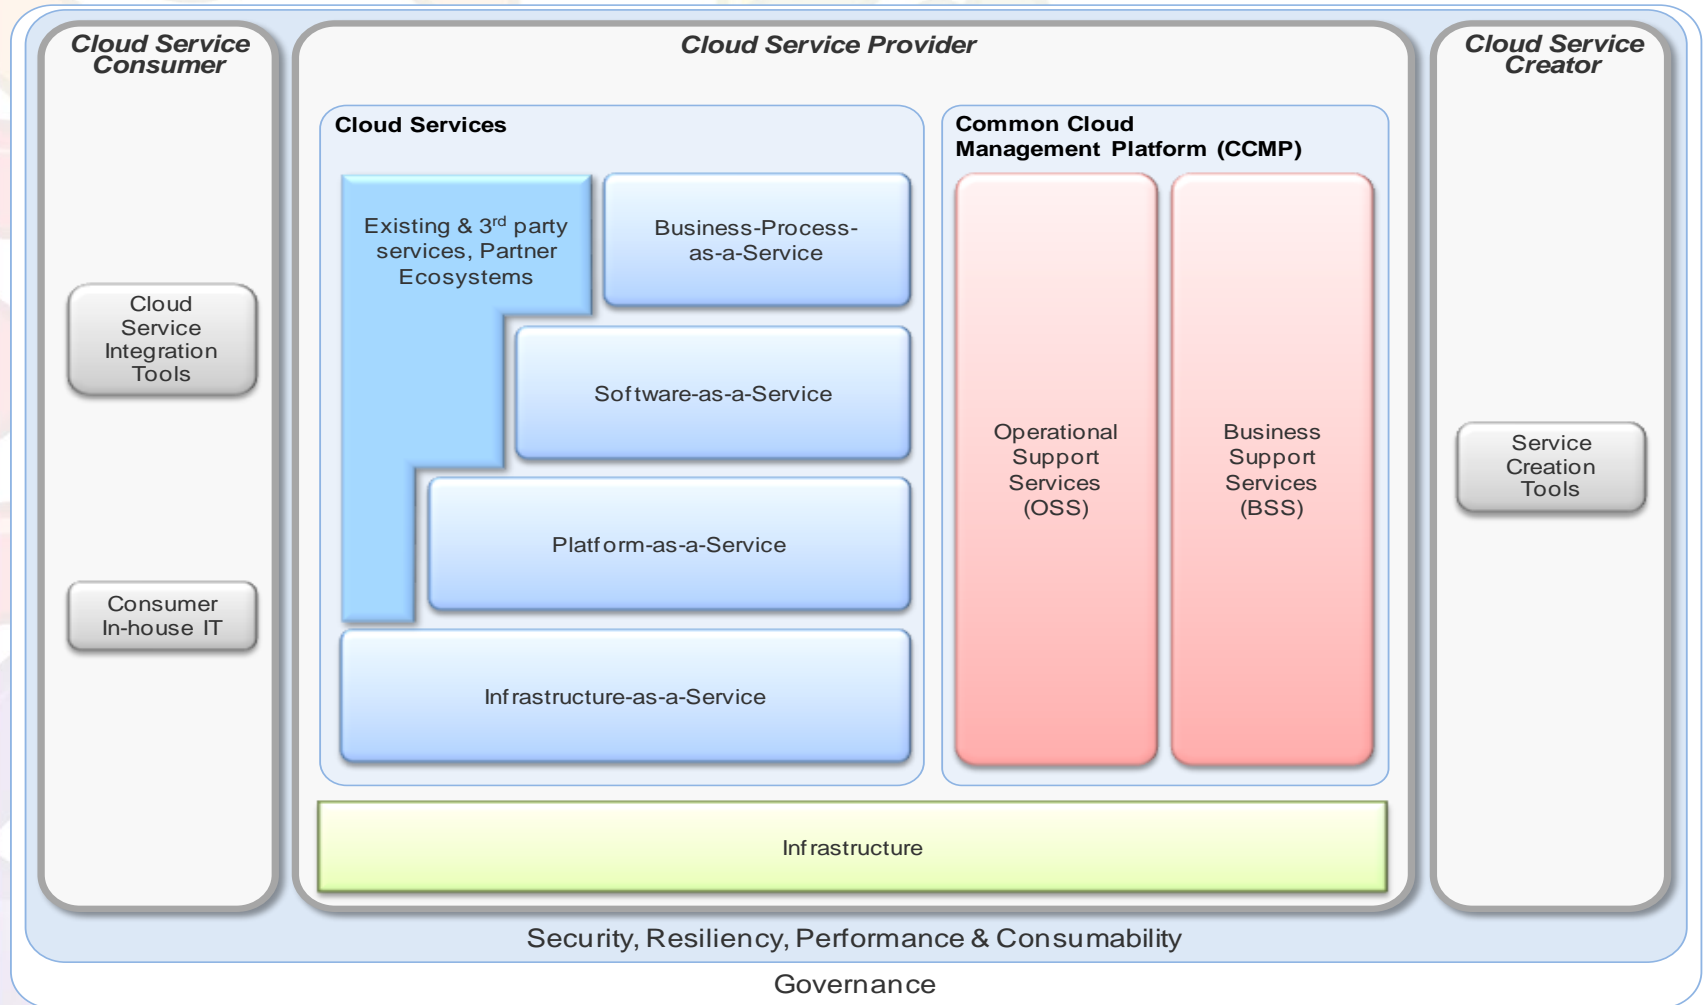 Cloud Service
Consumer
Cloud Service
Integration
Tools
Consumer
In-house IT
Cloud Service Provider
Cloud Services
Existing & 3rd party
services, Partner
Ecosystems
Business-Process-
as-a-Service
Software-as-a-Service
Platform-as-a-Service
Infrastructure-as-a-Service
Common Cloud
Management Platform (CCMP)
Operational
Support
Services
(OSS)
Business
Support
Services
(BSS)
Infrastructure
Cloud Service
Creator
Service
Creation
Tools
Security, Resiliency, Performance & Consumability
Governance